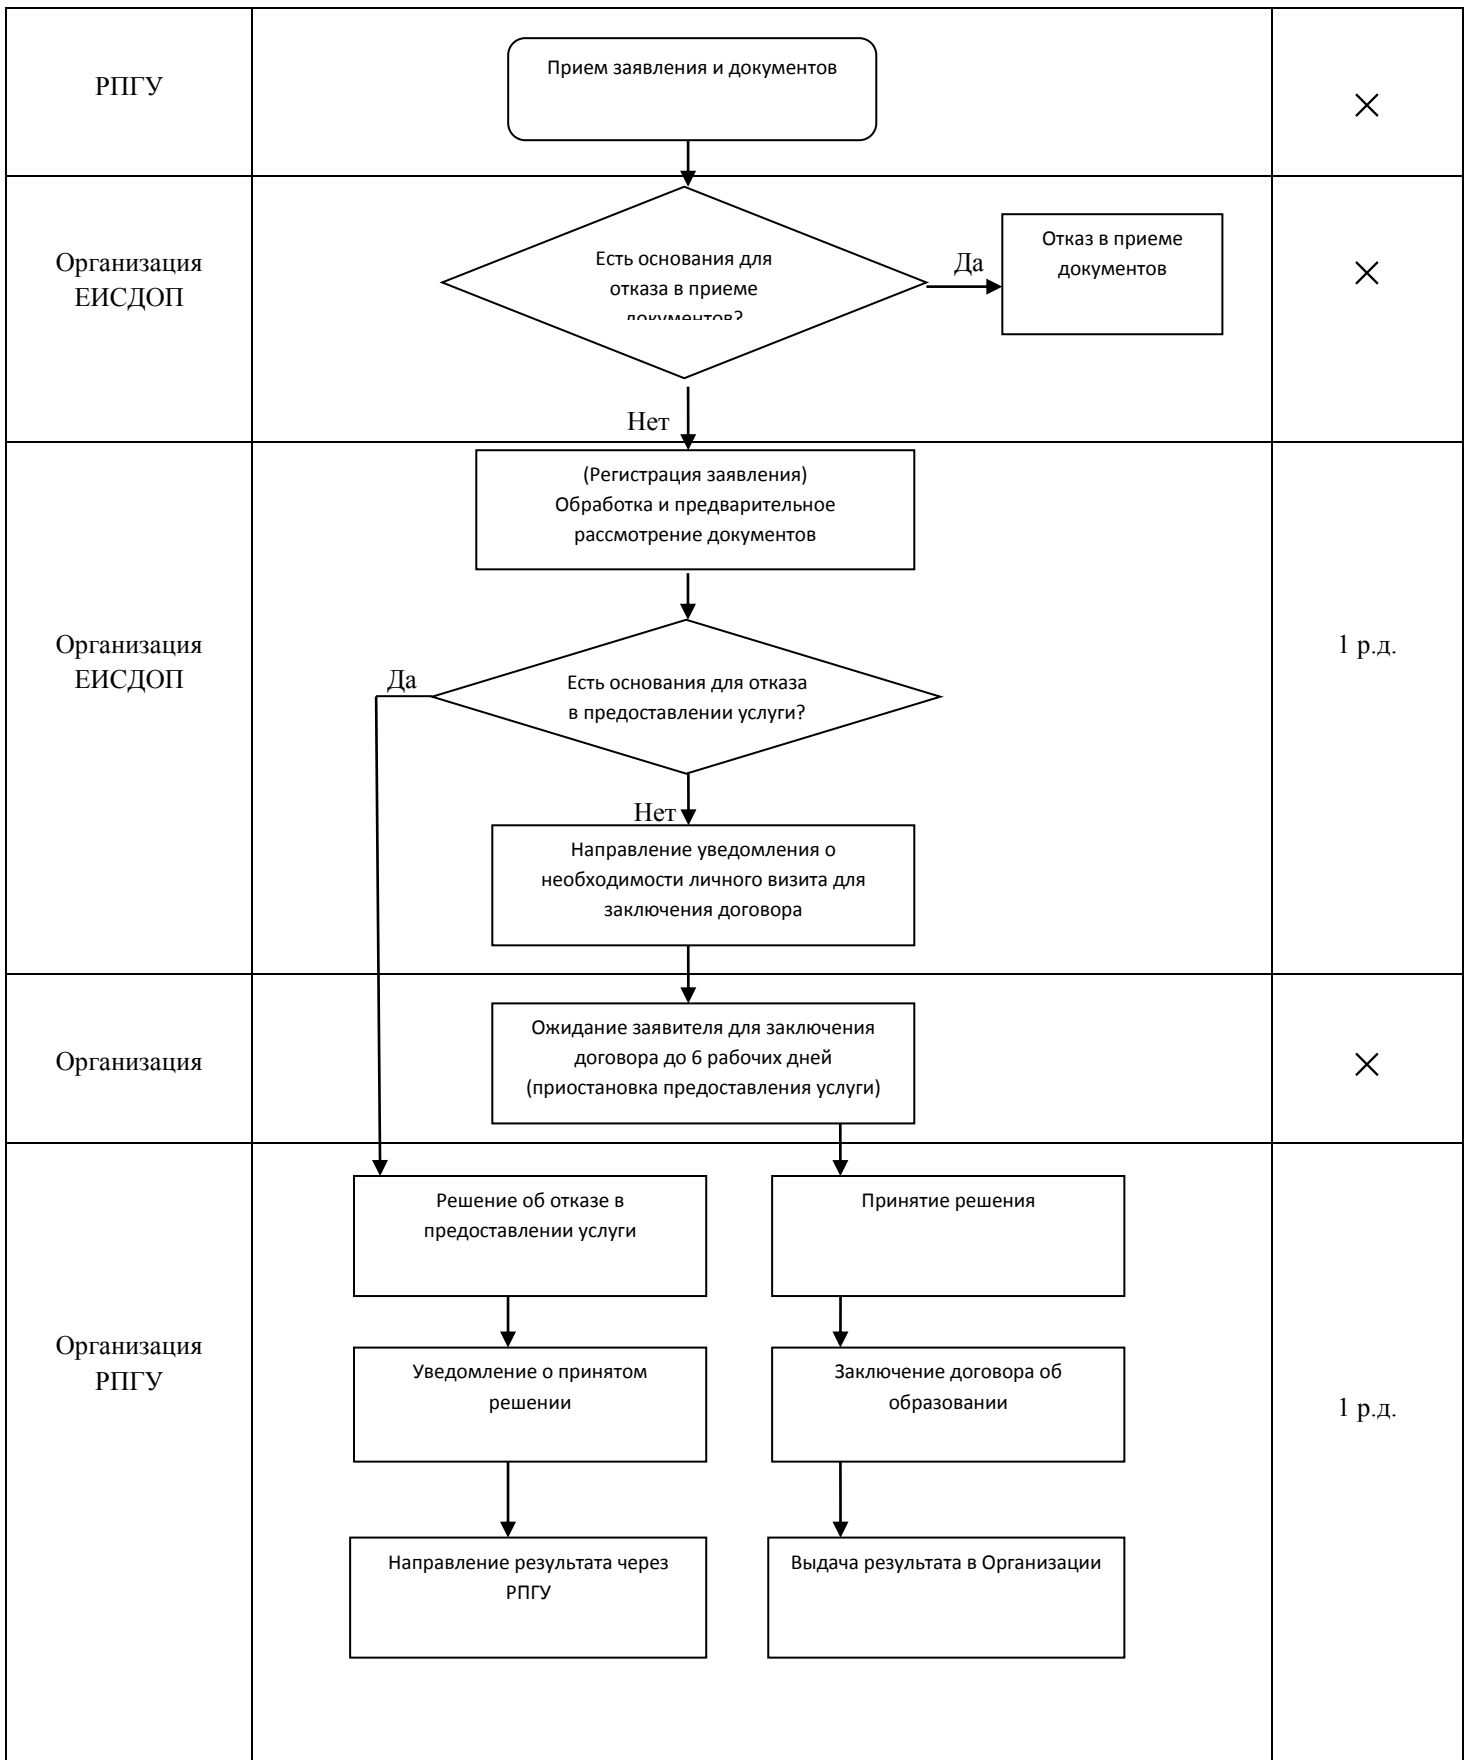 РПГУ
Прием заявления и документов
×
Организация
ЕИСДОП
Есть основания для
отказа в приеме
документов?
Да
Отказ в приеме
документов
×
Нет
Организация
ЕИСДОП
(Регистрация заявления)
Обработка и предварительное
рассмотрение документов
1 р.д.
Да
Есть основания для отказа
в предоставлении услуги?
Нет
Направление уведомления о
необходимости личного визита для
заключения договора
Организация
Ожидание заявителя для заключения
договора до 6 рабочих дней
(приостановка предоставления услуги)
×
Организация
РПГУ
Решение об отказе в
предоставлении услуги
Принятие решения
Уведомление о принятом
решении
Заключение договора об
образовании
1 р.д.
Направление результата через
РПГУ
Выдача результата в Организации